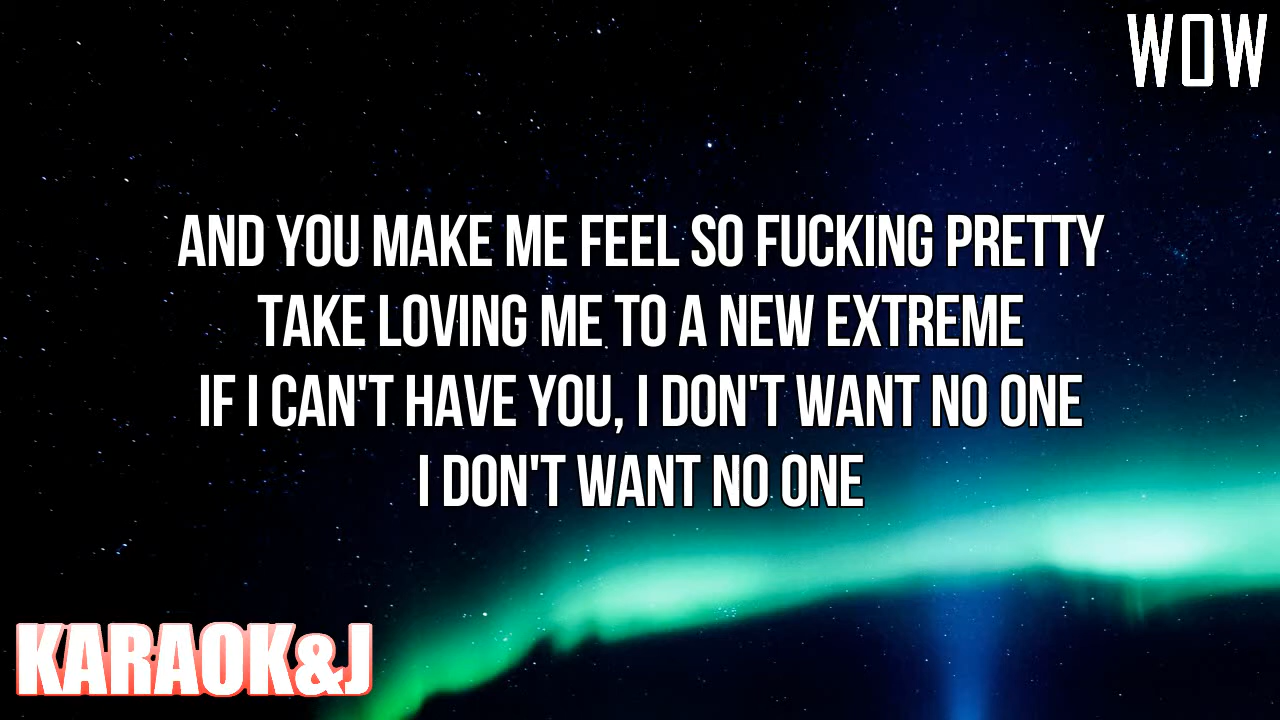 WOW
AND YOU MAKE ME FEEL SO FUCKING PRETTY
TAKE LOVING ME TO A NEW EXTREME
IF I CAN'T HAVE YOU, I DON'T WANT NO ONE
I DON'T WANT NO ONE
KARAOK&J